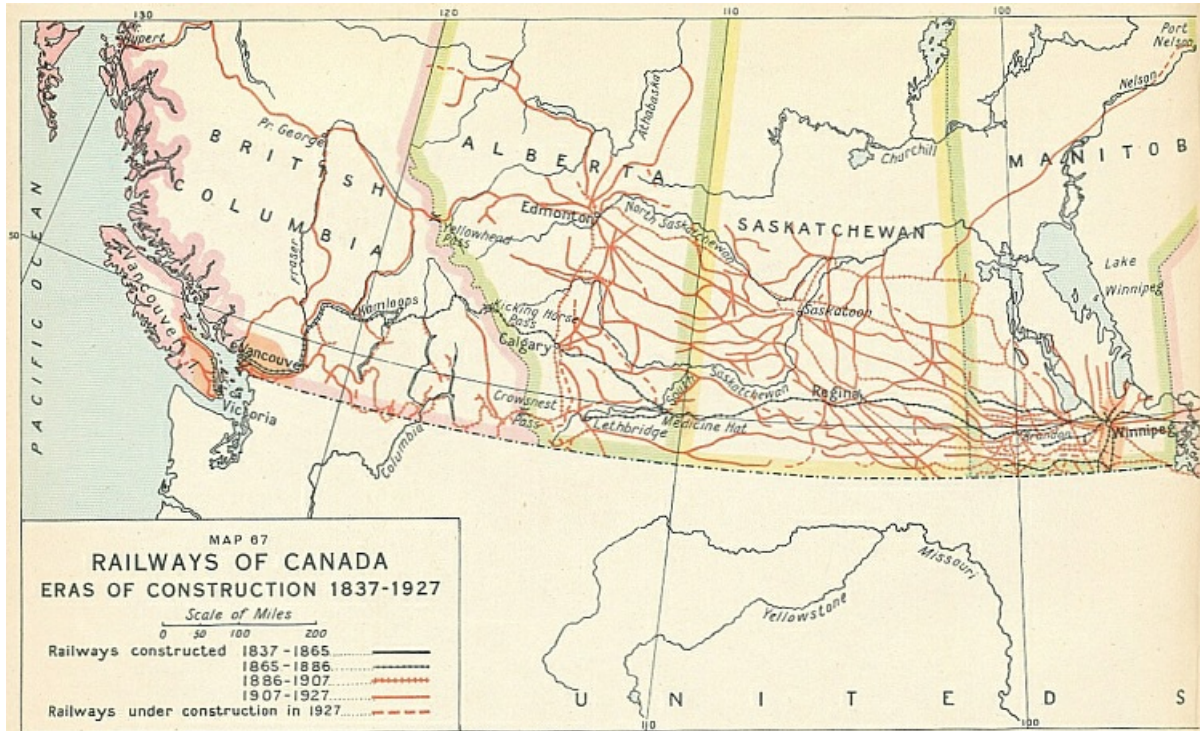 130
120
110
100
Pr. Rupert
Port
Nelson
Nelson
Pr. George
BRITISH
COLUMBIA
ALBERTA
Athabaska
Churchill
MANITOB
SASKATCHEWAN
Edmonton
North Saskatchewan
Yellowhead
Pass
PACIFIC OCEAN
50
Fraser
Vancouver I.
Kamloops
Kicking Horse
Pass
Calgary
Saskatoon
Lake
Winnipeg
Vancouve
Victoria
South Saskatchewan
Regina
Crowsnest
Pass
Lethbridge
Medicine Hat
Brandon
Winnipeg
Columbia
Missouri
Yellowstone
UNITED S
110
100
MAP 67
RAILWAYS OF CANADA
ERAS OF CONSTRUCTION 1837-1927
Scale of Miles
0 50 100 200
Railways constructed 1837-1865
1865-1886
1886-1907
1907-1927
Railways under construction in 1927